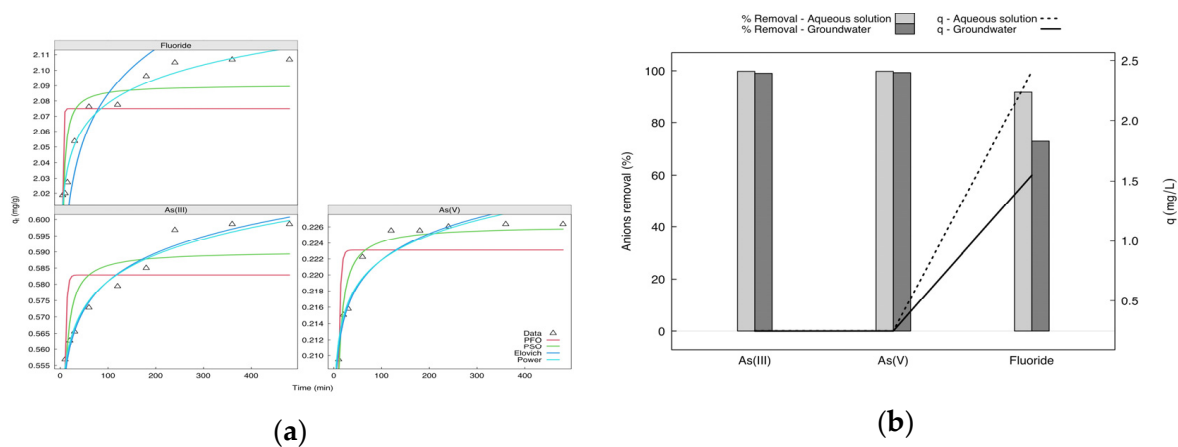 Fluoride
2.11
2.10
2.09
2.08
2.06
2.05
2.04
2.03
2.02
qt (mg/g)
As(III)
0.600
0.595
0.590
0.585
0.580
0.575
0.570
0.565
0.560
0.555
0 100 200 300 400 500
As(V)
0.226
0.224
0.222
0.220
0.218
0.216
0.214
0.212
0.210
0 100 200 300 400 500
Data
PFO
PSO
Elovich
Power
Time (min)
(a)
% Removal - Aqueous solution
% Removal - Groundwater
q - Aqueous solution
q - Groundwater
Anions removal (%)
100
80
60
40
20
0
2.5
2.0
1.5
1.0
0.5
q (mg/L)
As(III) As(V) Fluoride
(b)